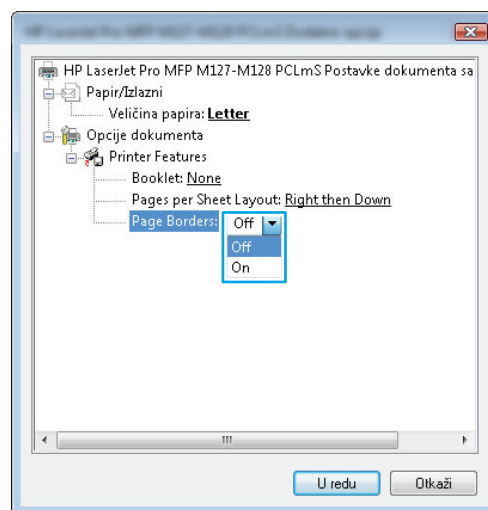 HP LaserJet Pro MFP M127-M128 PCLmS Postavke dokumenta sa
Papir/Izlazni
Veličina papira: Letter
Opcije dokumenta
Printer Features
Booklet: None
Pages per Sheet Layout: Right then Down
Page Borders: Off
Off
On
U redu Otkaži